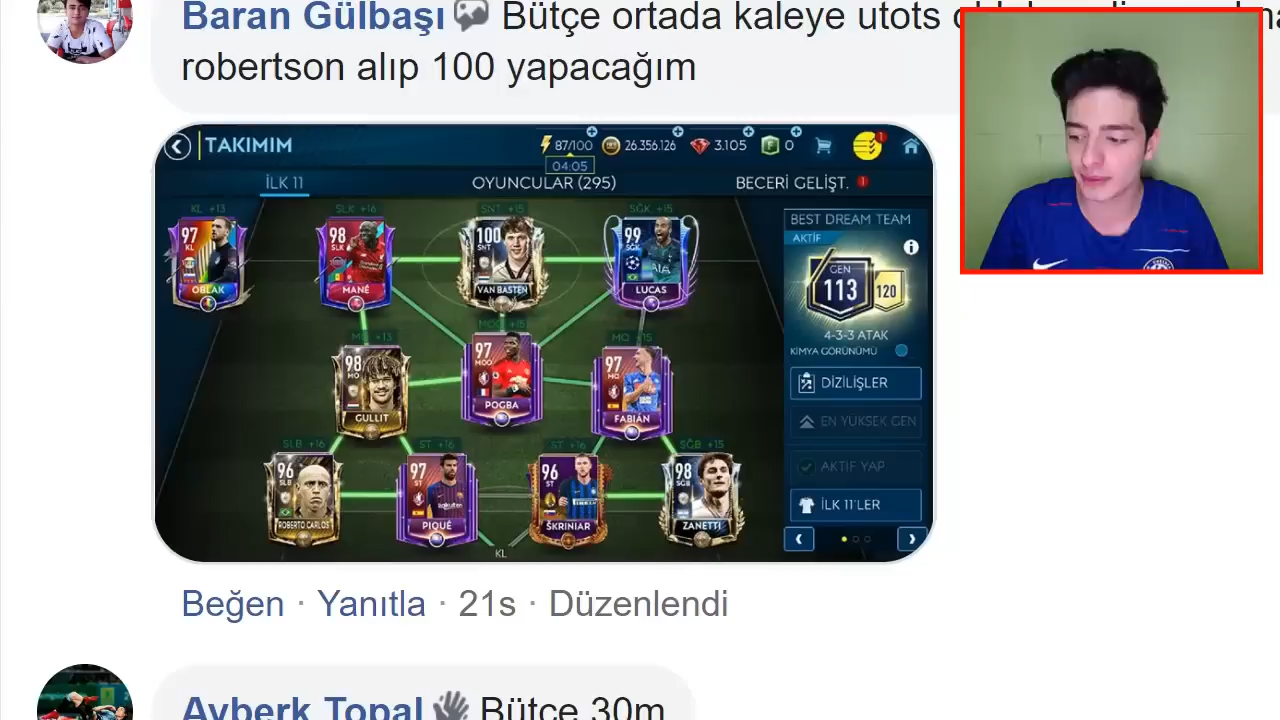 Baran Gülbaşı Bütçe ortada kaleye utots
robertson alıp 100 yapacağım
TAKIMIM
87/100
26.356.126
3.105
0
04:05
İLK 11
OYUNCULAR (295)
BECERİ GELİŞT.
KL +13
SLK +16
SNT +15
SĞK +15
97 KL OBLAK
98 SLK MANÉ
100 SNT VAN BASTEN
99 SĞK LUCAS
MO +13
MOO +15
MO +15
98 MO GULLIT
97 MOO POGBA
97 MO FABIÁN
SLB +16
ST +16
ST +16
SĞB +15
96 SLB ROBERTO CARLOS
97 ST PIQUÉ
96 ST ŠKRINIAR
98 SĞB ZANETTI
KL
BEST DREAM TEAM
AKTİF
GEN
113
120
4-3-3 ATAK
KİMYA GÖRÜNÜMÜ
DİZİLİŞLER
EN YÜKSEK GEN
AKTİF YAP
İLK 11'LER
Beğen · Yanıtla · 21s · Düzenlendi
Ayberk Topal Bütçe 30m